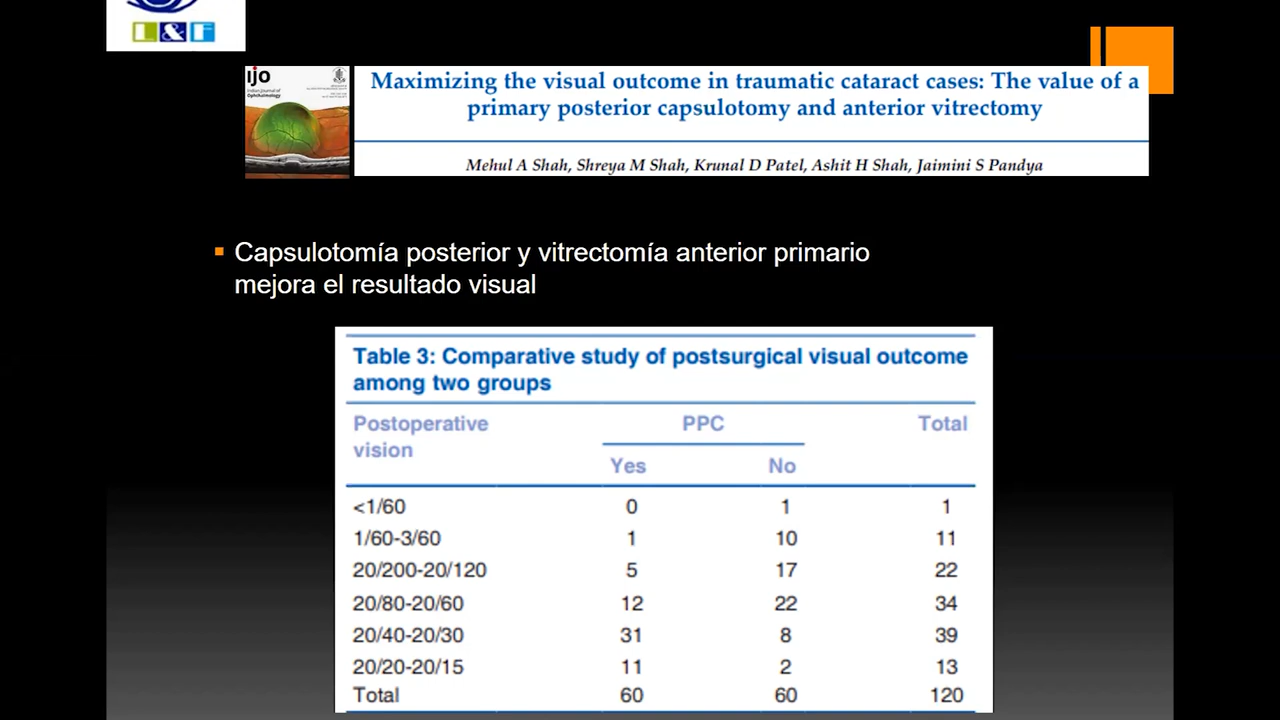 L&F
ijo
Indian Journal of
Ophthalmology
Maximizing the visual outcome in traumatic cataract cases: The value of a
primary posterior capsulotomy and anterior vitrectomy
Mehul A Shah, Shreya M Shah, Krunal D Patel, Ashit H Shah, Jaimini S Pandya
Capsulotomía posterior y vitrectomía anterior primario
mejora el resultado visual
Table 3: Comparative study of postsurgical visual outcome
among two groups
Postoperative vision PPC Total
Yes No
<1/60 0 1 1
1/60-3/60 1 10 11
20/200-20/120 5 17 22
20/80-20/60 12 22 34
20/40-20/30 31 8 39
20/20-20/15 11 2 13
Total 60 60 120